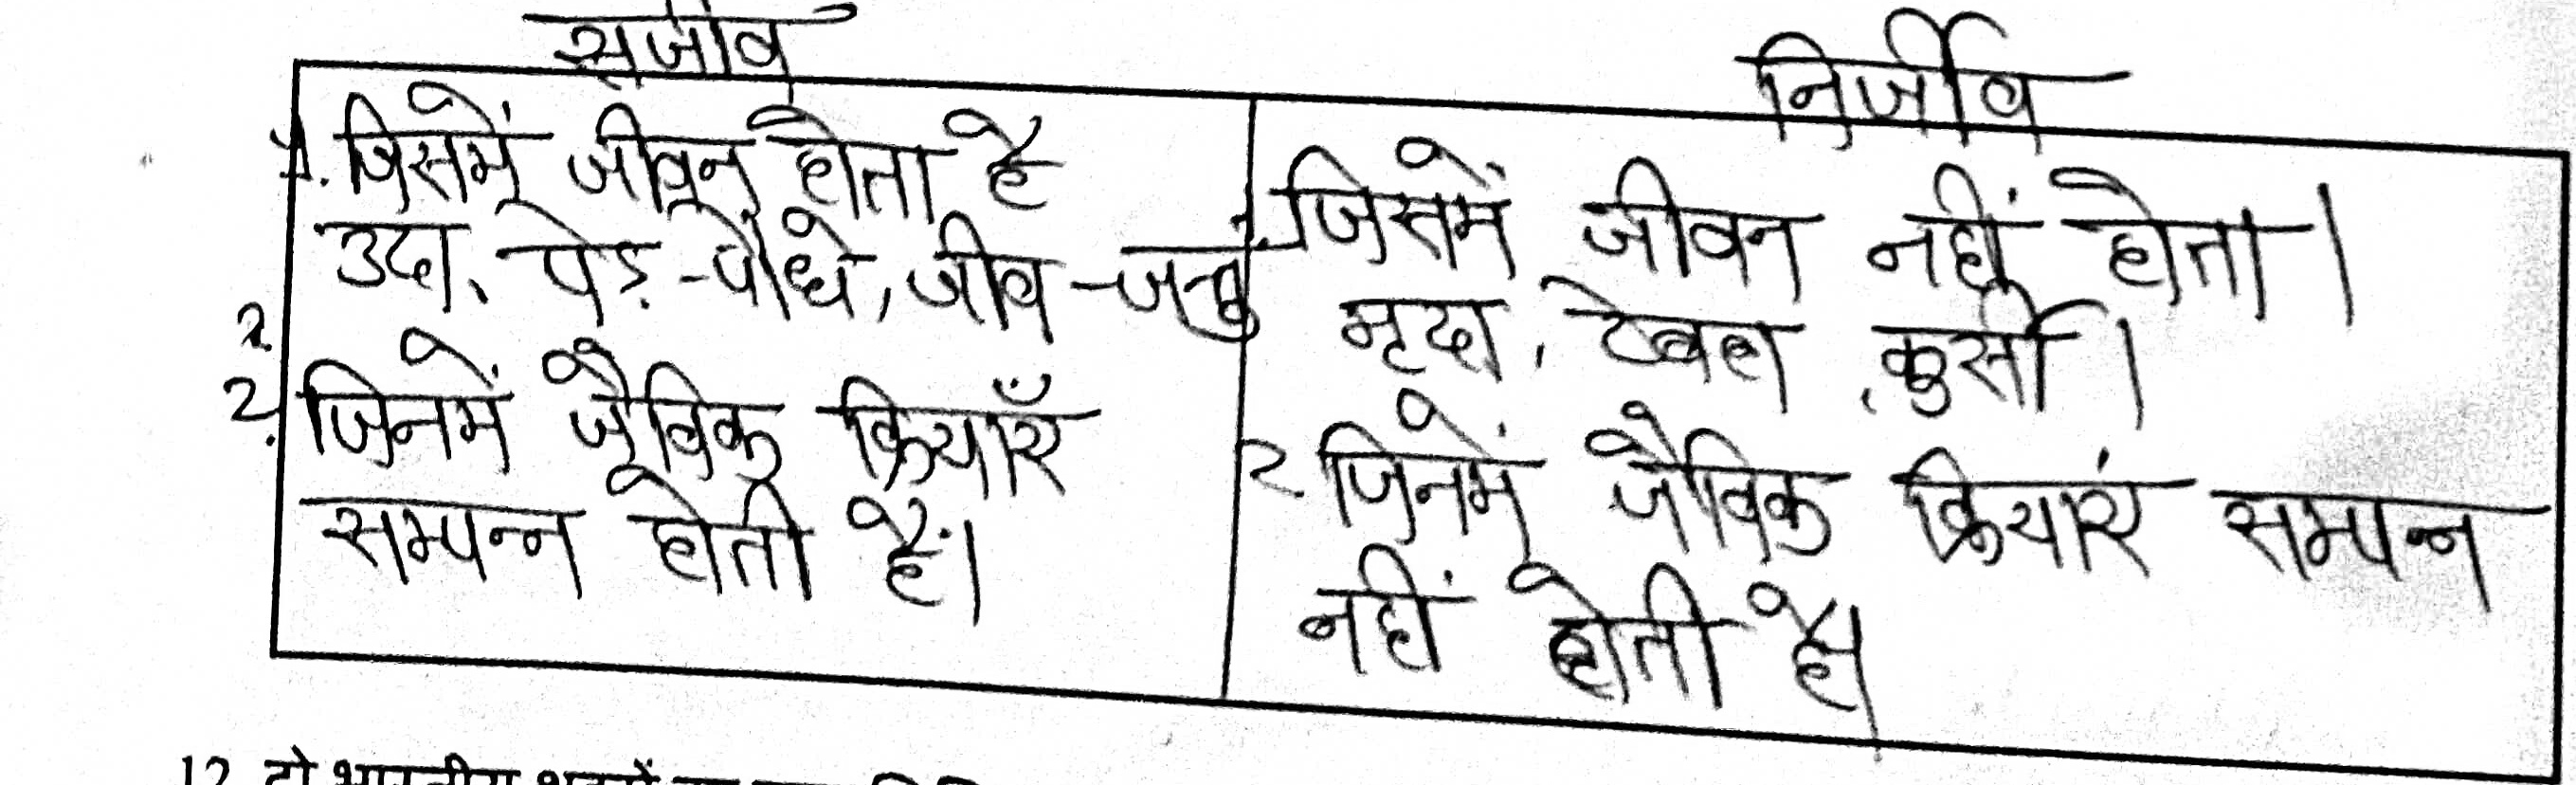 सजीव
निर्जीव
1. जिसमें जीवन होता है
उदा. पेड़-पौधे, जीव-जन्तु
2.
2. जिनमें जैविक क्रियाएँ
सम्पन्न होती हैं।
1. जिसमें जीवन नहीं होता।
मृदा, टेबल, कुर्सी।
2. जिनमें जैविक क्रियाएं सम्पन्न
नहीं होती है।
12. दो भारतीय